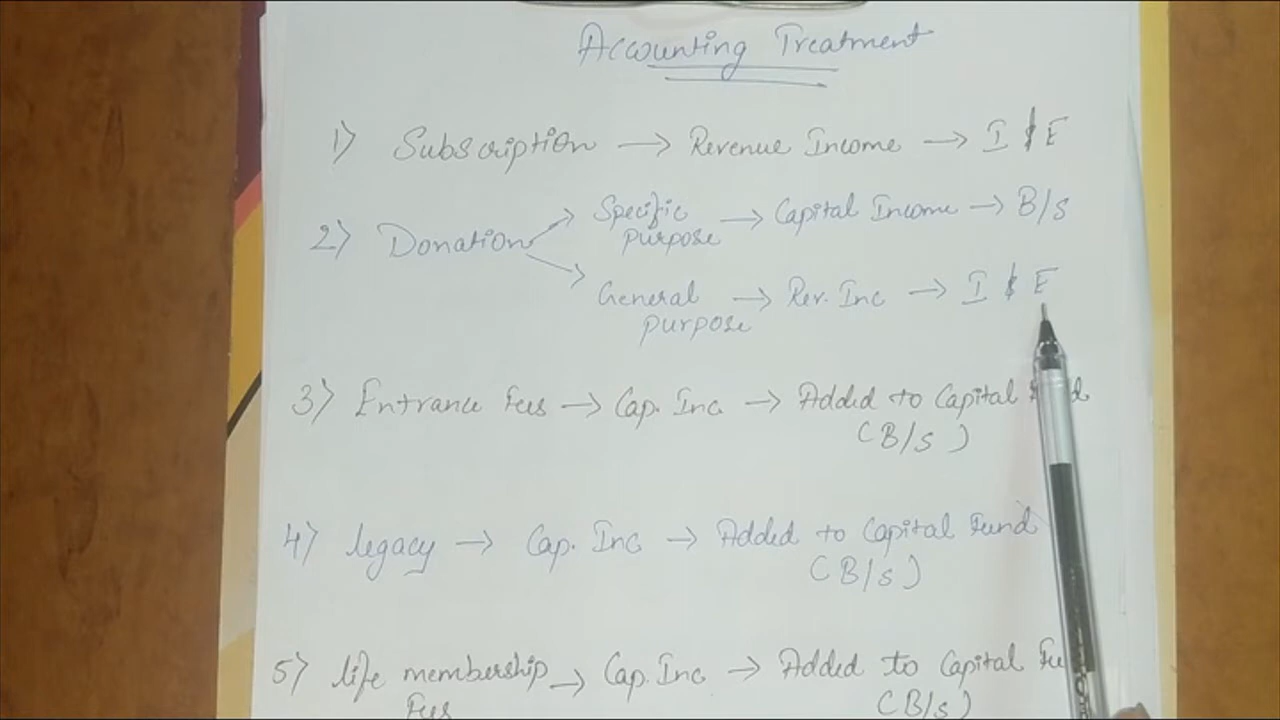 Accounting Treatment
1) Subscription → Revenue Income → I & E
2) Donation → Specific purpose → Capital Income → B/S
→ General purpose → Rev. Inc → I & E
3) Entrance Fees → Cap. Inc → Added to Capital
(B/S)
4) legacy → Cap. Inc → Added to Capital Fund
(B/S)
5) life membership → Cap. Inc → Added to Capital Fu
Fees (B/S)